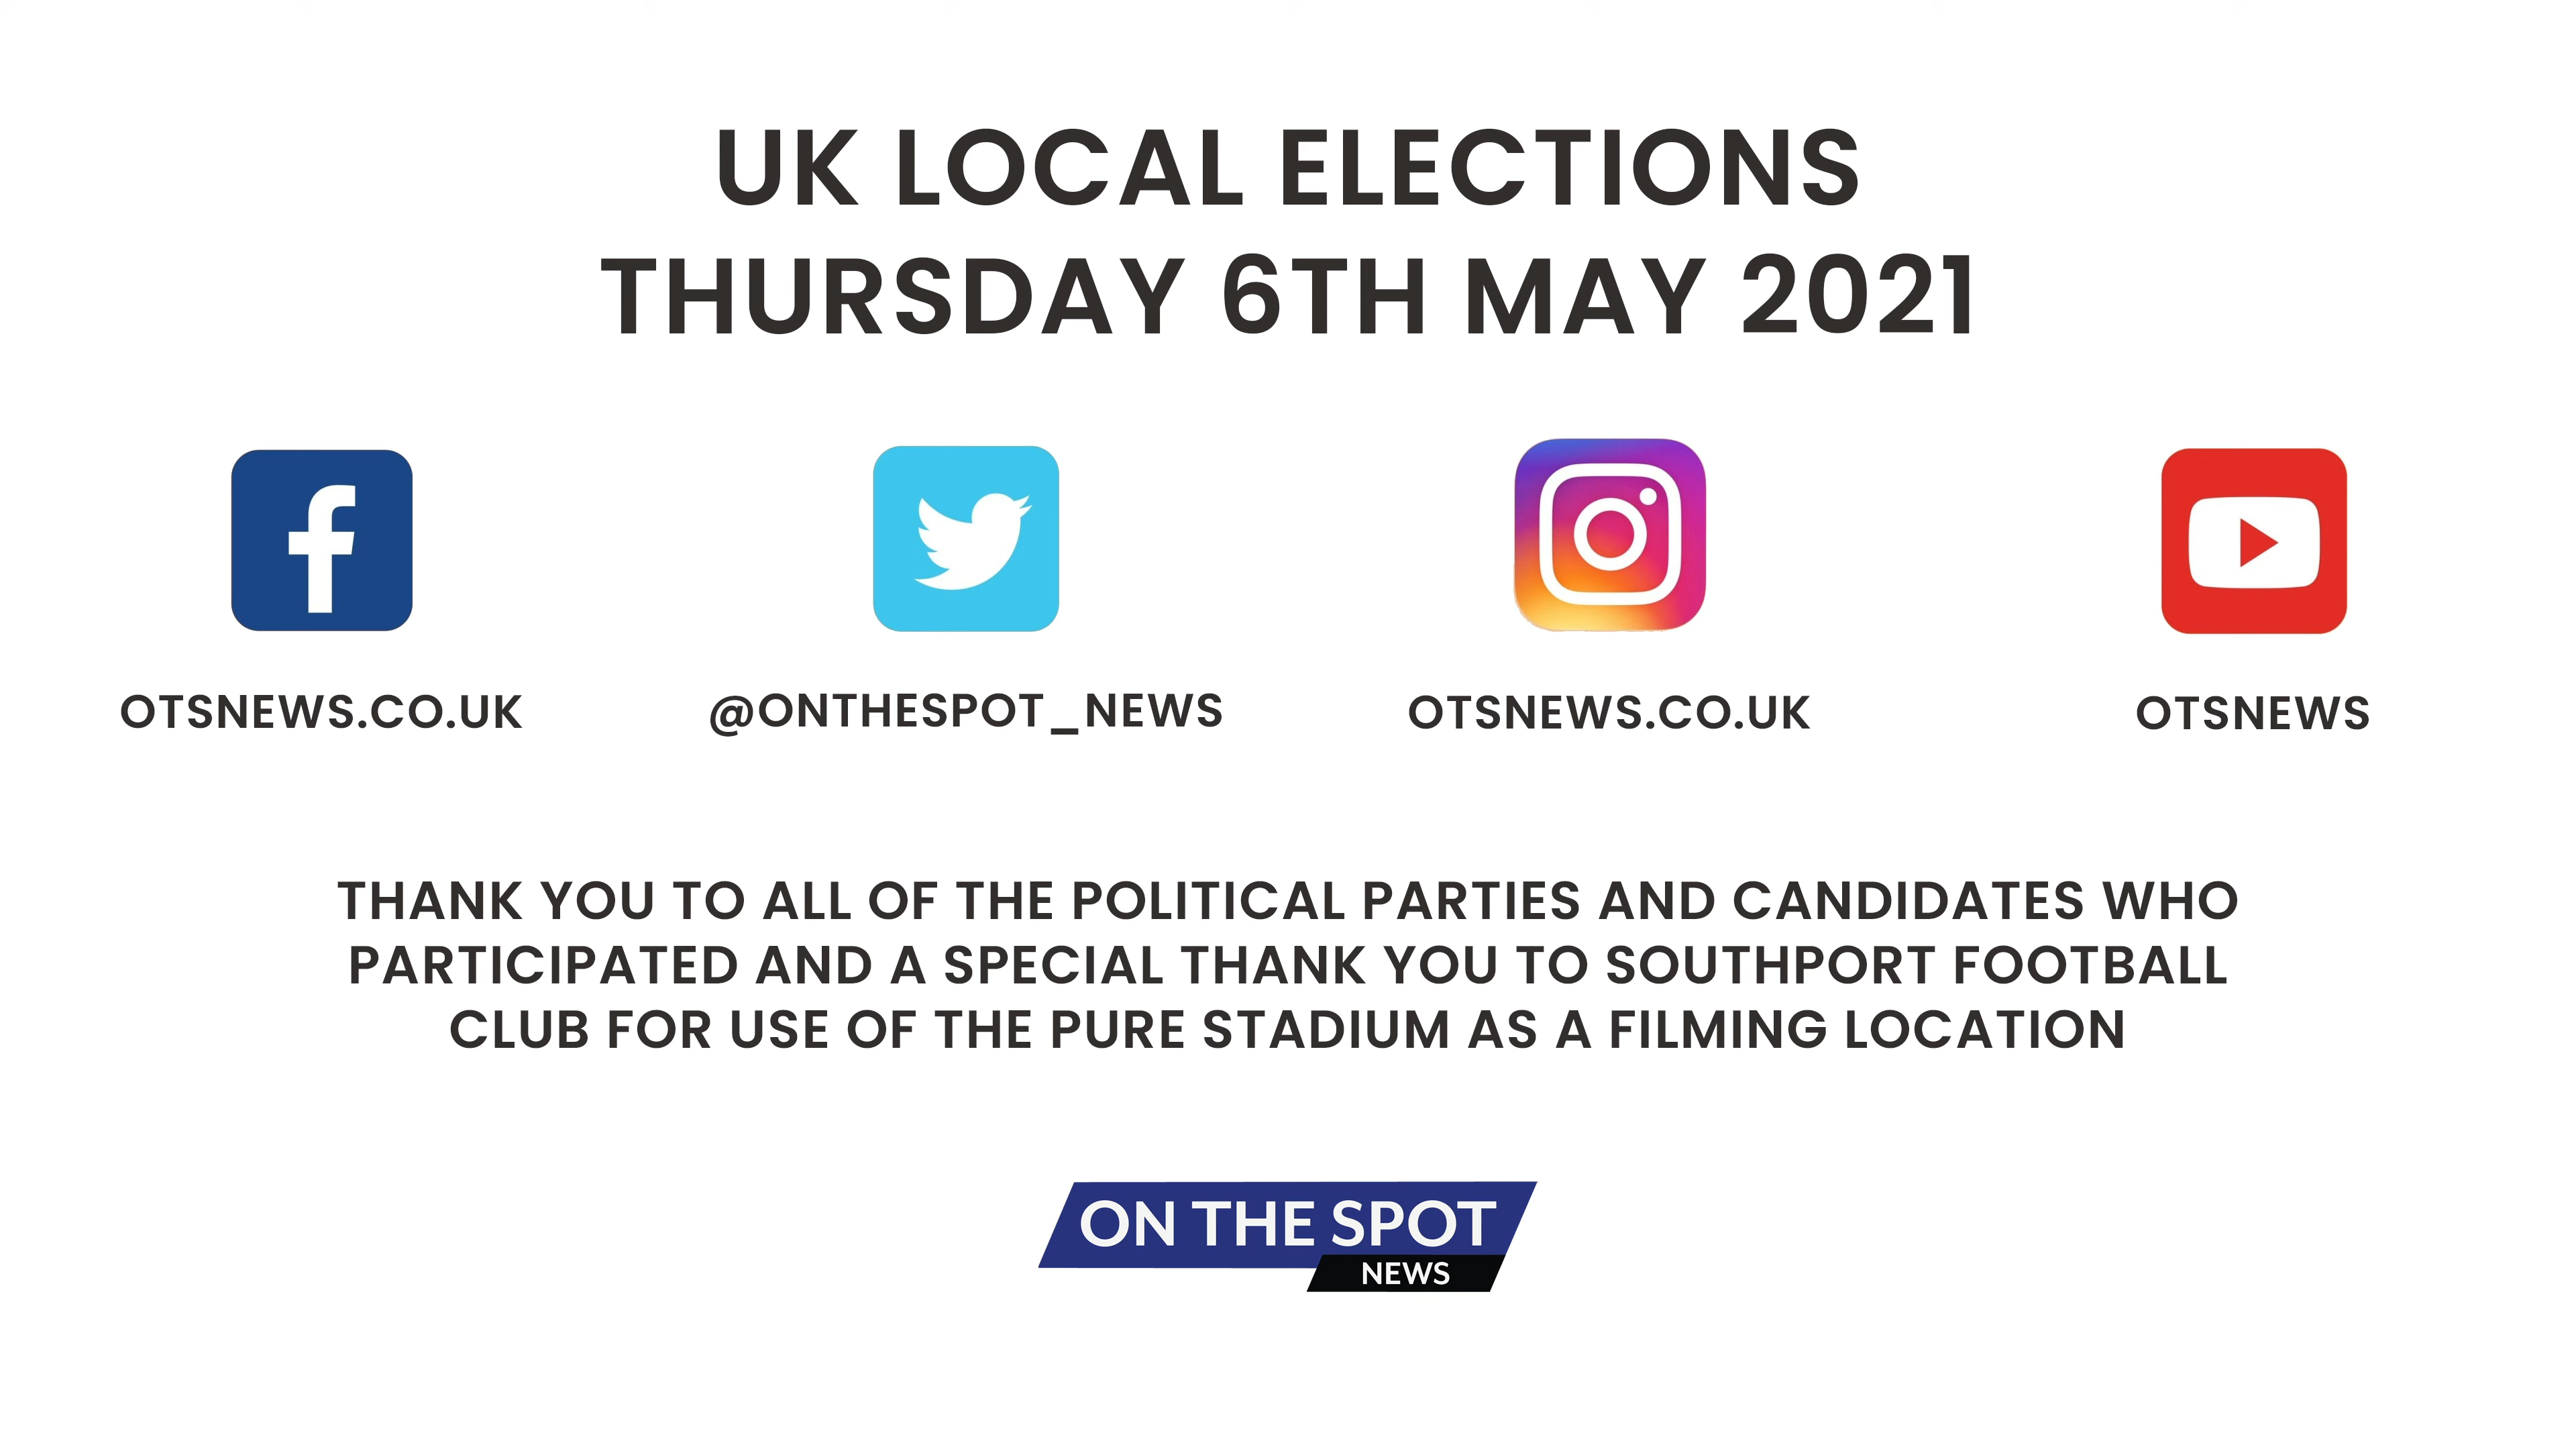 UK LOCAL ELECTIONS
THURSDAY 6TH MAY 2021
OTSNEWS.CO.UK
@ONTHESPOT_NEWS
OTSNEWS.CO.UK
OTSNEWS
THANK YOU TO ALL OF THE POLITICAL PARTIES AND CANDIDATES WHO
PARTICIPATED AND A SPECIAL THANK YOU TO SOUTHPORT FOOTBALL
CLUB FOR USE OF THE PURE STADIUM AS A FILMING LOCATION
ON THE SPOT
NEWS